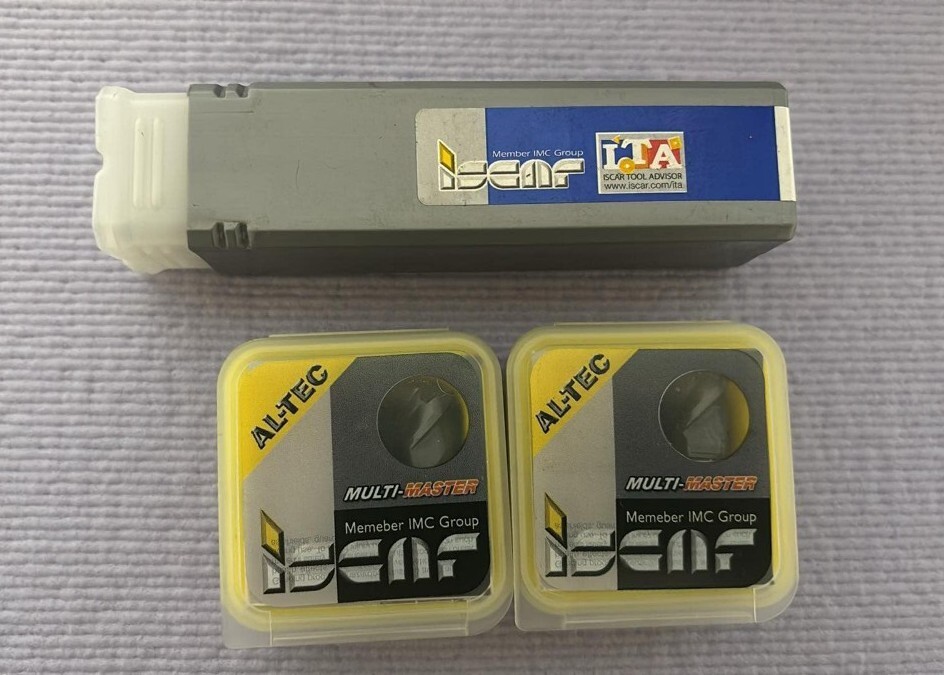 Member IMC Group
iscar
ITA
ISCAR TOOL ADVISOR
www.iscar.com/ita
AL-TEC
MULTI-MASTER
Memeber IMC Group
iscar
AL-TEC
MULTI-MASTER
Memeber IMC Group
iscar